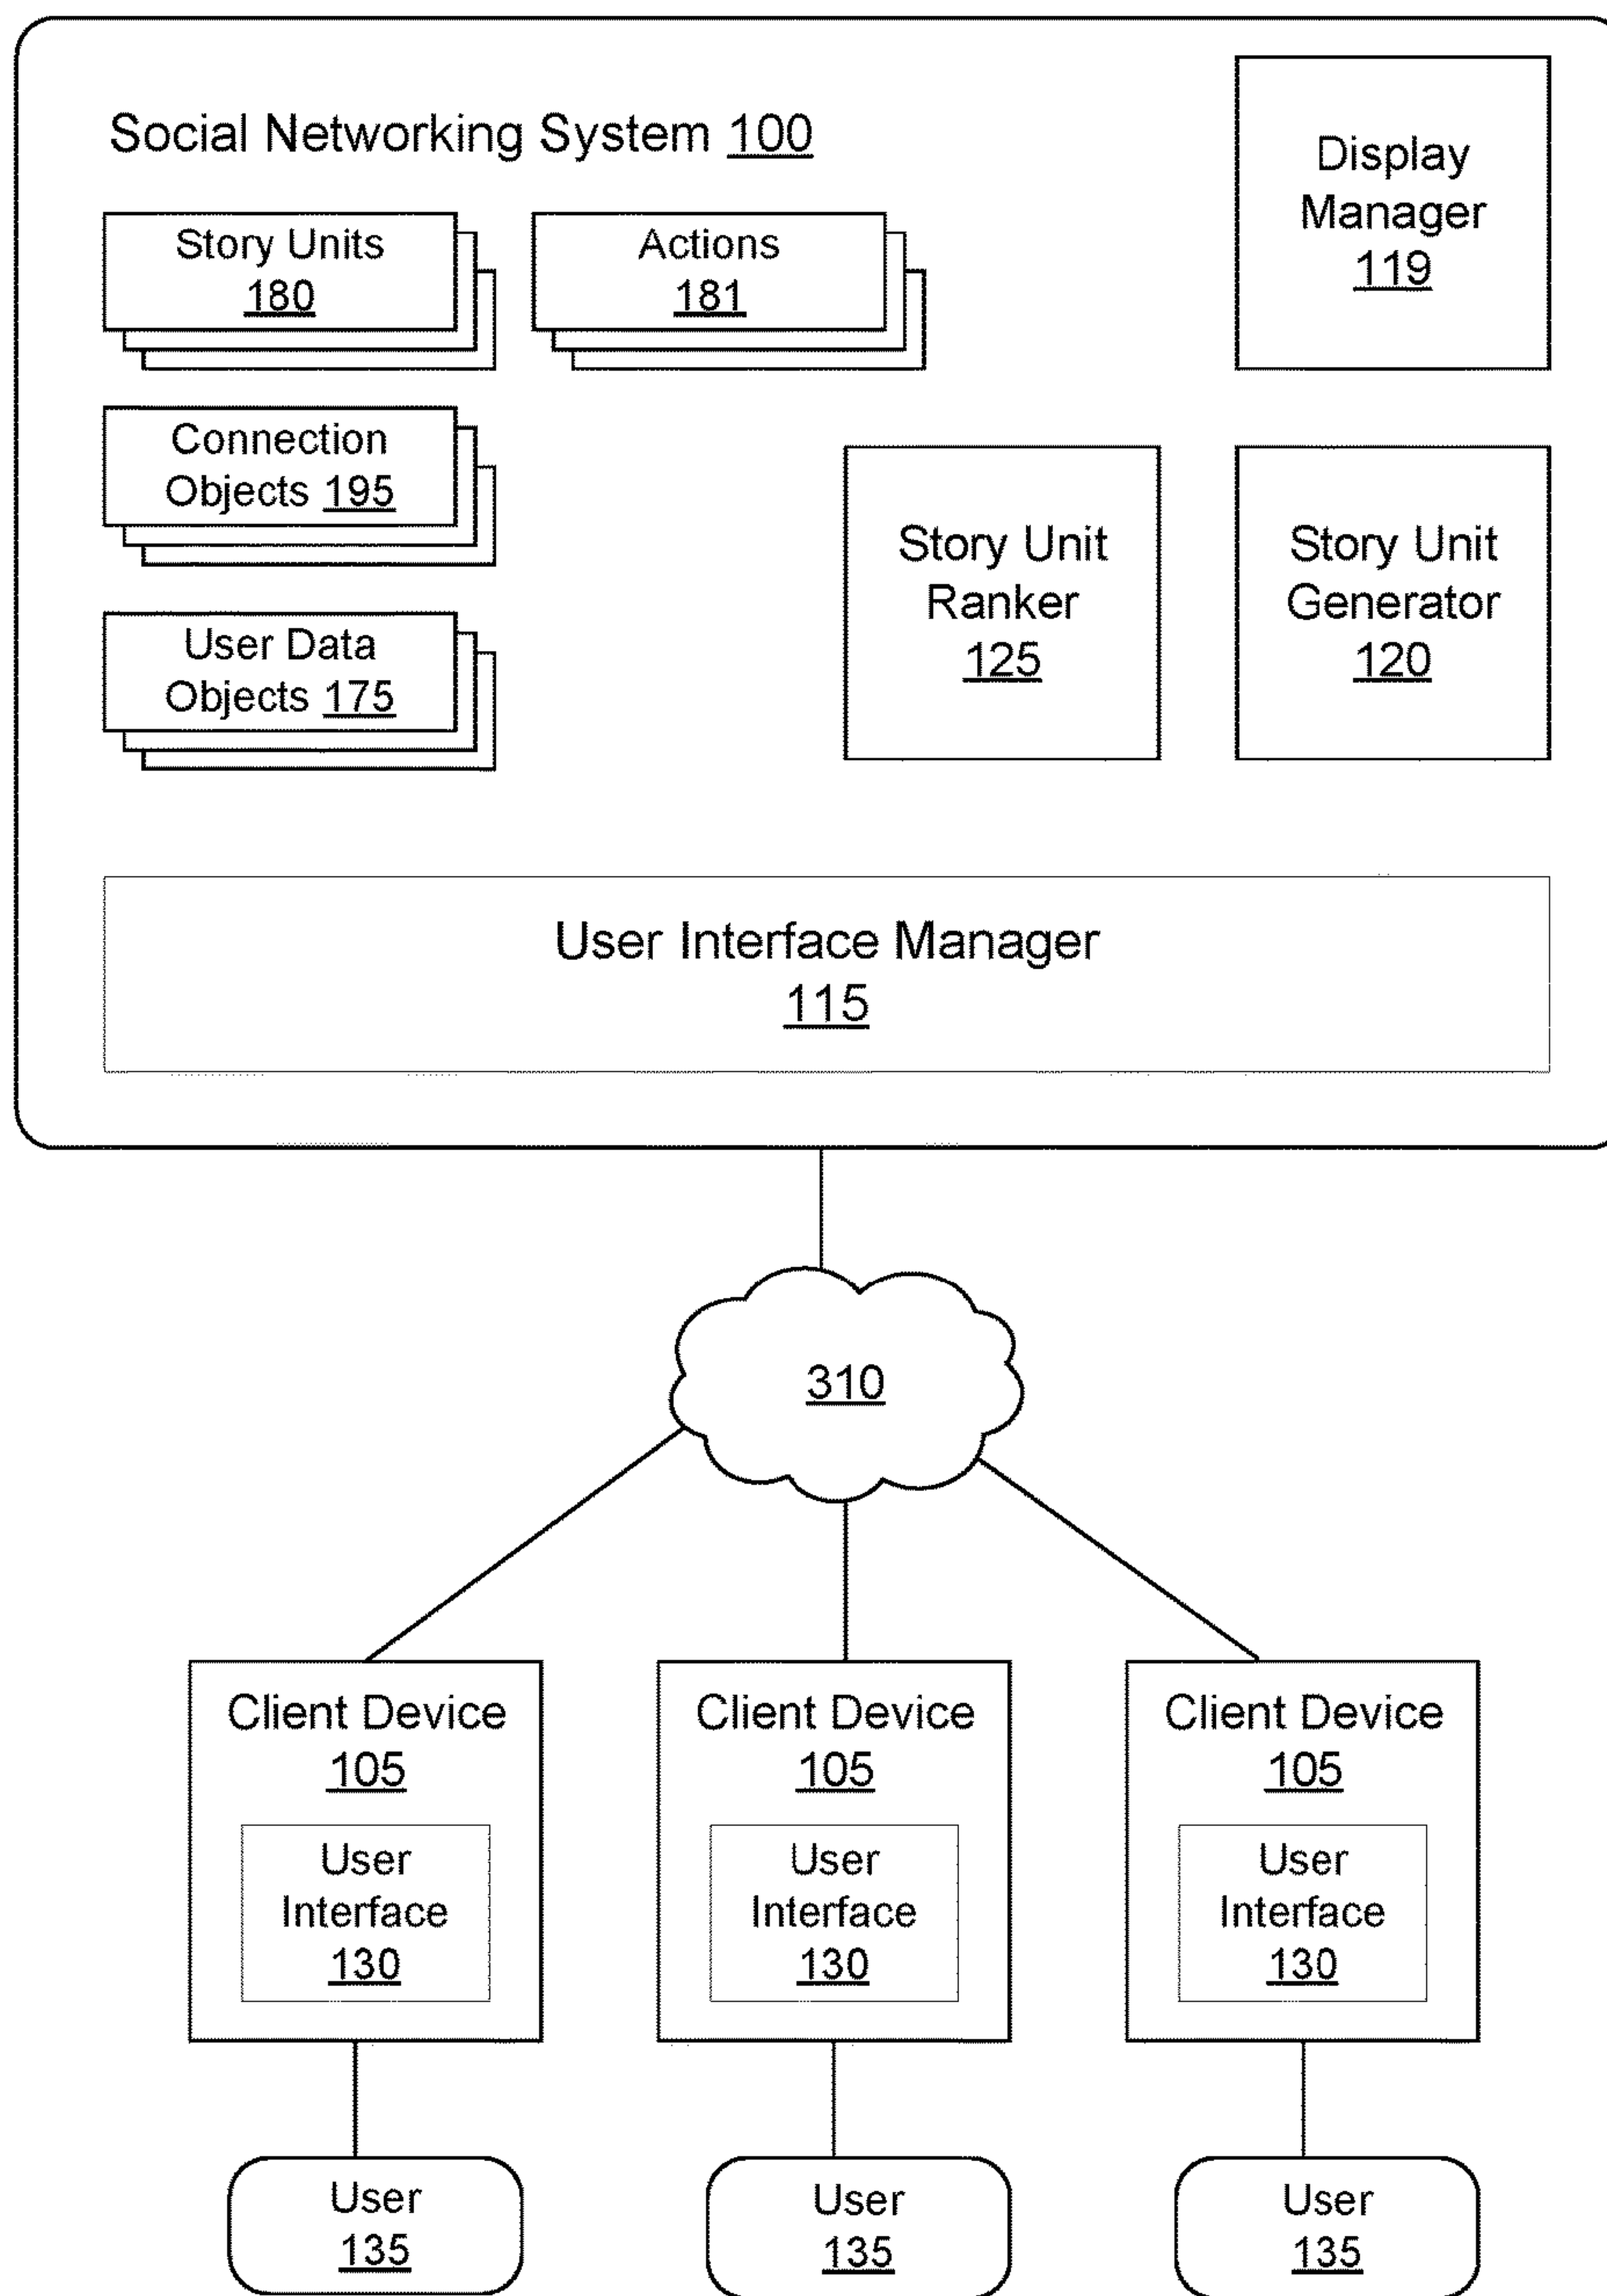 Social Networking System 100
Display
Manager
119
Story Units
180
Actions
181
Connection
Objects 195
User Data
Objects 175
Story Unit
Ranker
125
Story Unit
Generator
120
User Interface Manager
115
310
Client Device
105
User
Interface
130
User
135
Client Device
105
User
Interface
130
User
135
Client Device
105
User
Interface
130
User
135